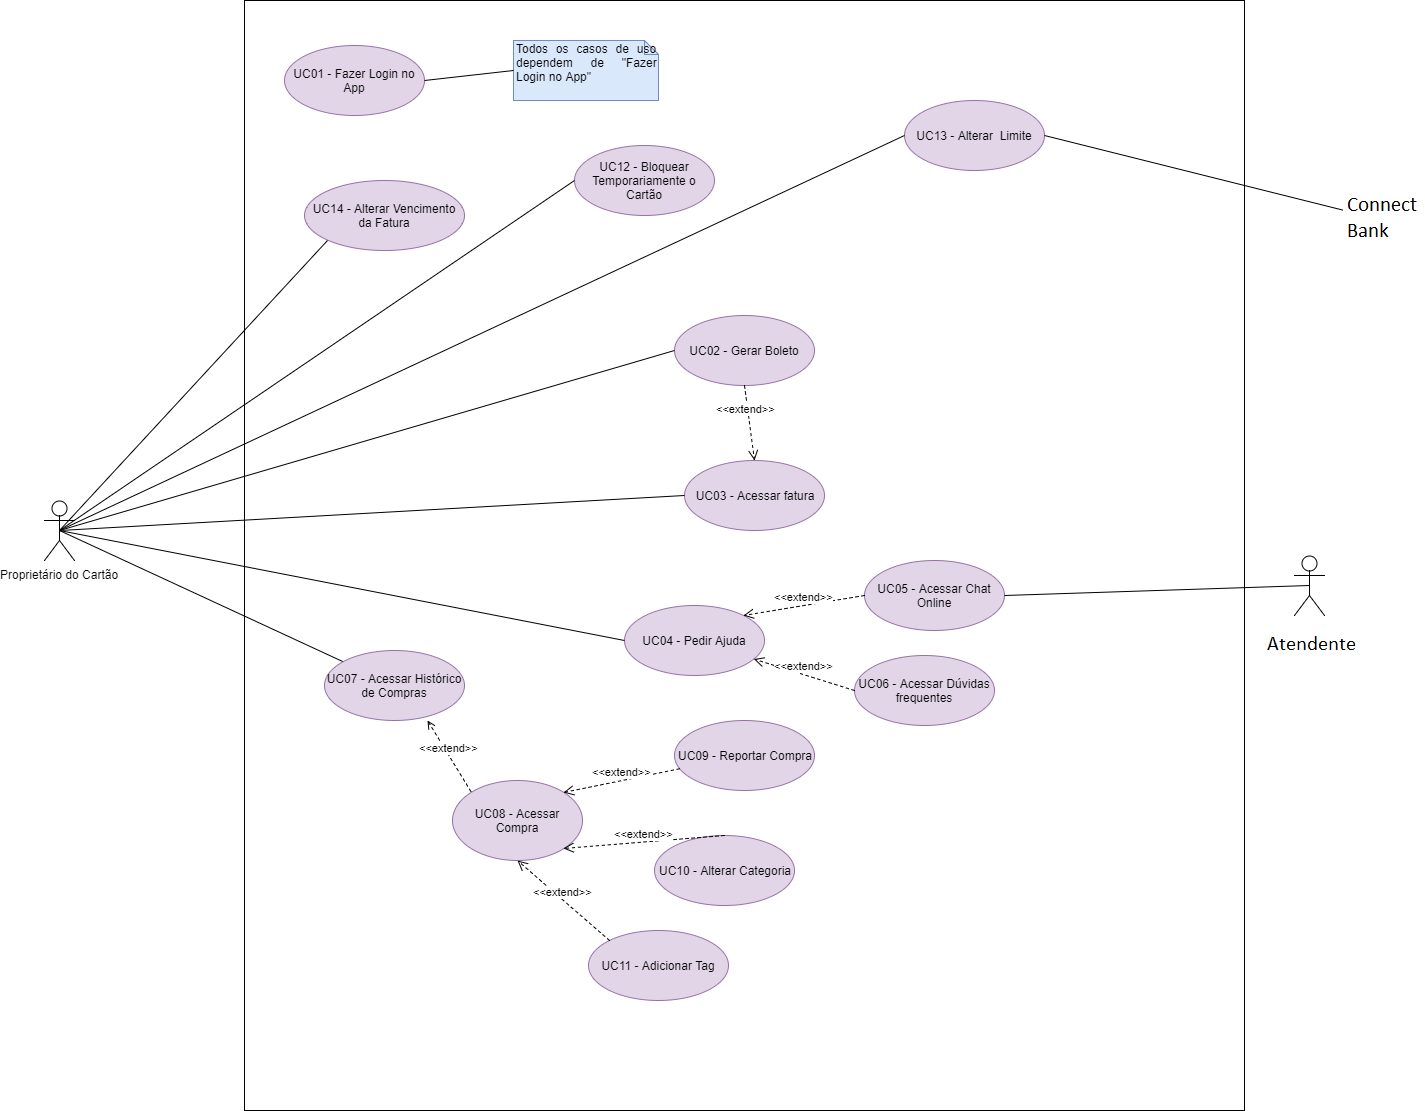 UC01 - Fazer Login no
App
Todos os casos de uso
dependem de "Fazer
Login no App"
UC13 - Alterar Limite
UC12 - Bloquear
Temporariamente o
Cartão
UC14 - Alterar Vencimento
da Fatura
Connect
Bank
UC02 - Gerar Boleto
<<extend>>
UC03 - Acessar fatura
Proprietário do Cartão
UC05 - Acessar Chat
Online
<<extend>>
UC04 - Pedir Ajuda
Atendente
<<extend>>
UC06 - Acessar Dúvidas
frequentes
UC07 - Acessar Histórico
de Compras
<<extend>>
UC09 - Reportar Compra
<<extend>>
UC08 - Acessar
Compra
<<extend>>
UC10 - Alterar Categoria
<<extend>>
UC11 - Adicionar Tag